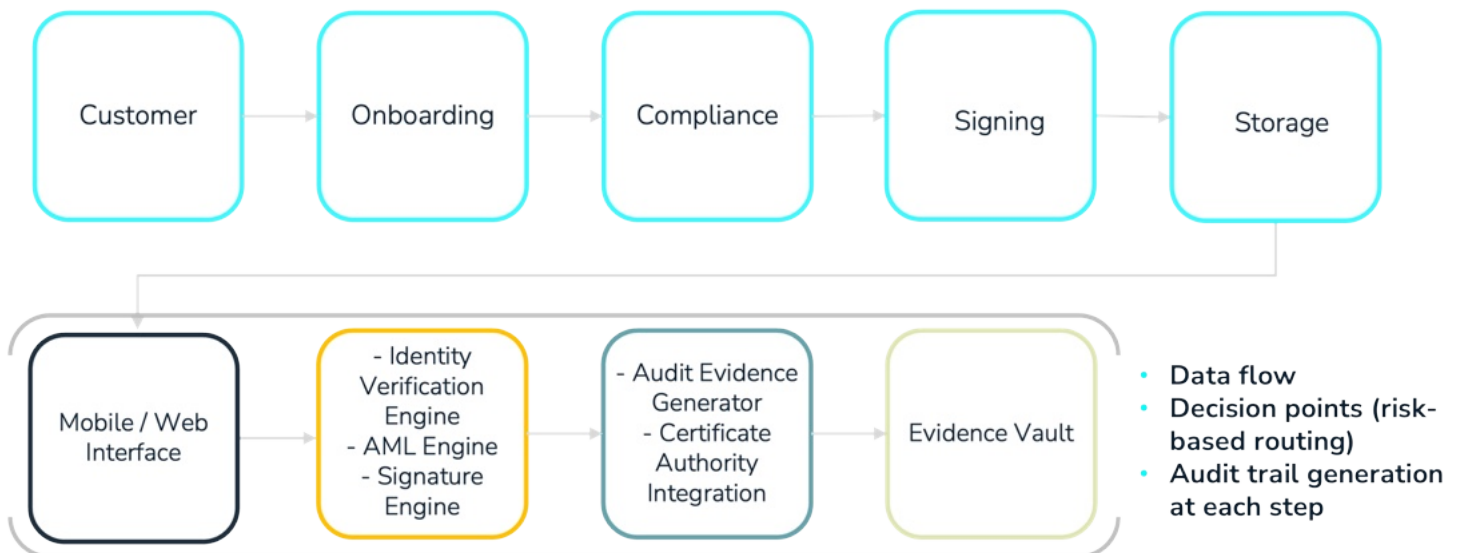 Customer
Onboarding
Compliance
Signing
Storage
Mobile / Web
Interface
- Identity
Verification
Engine
- AML Engine
- Signature
Engine
- Audit Evidence
Generator
- Certificate
Authority
Integration
Evidence Vault
• Data flow
• Decision points (risk-
based routing)
• Audit trail generation
at each step